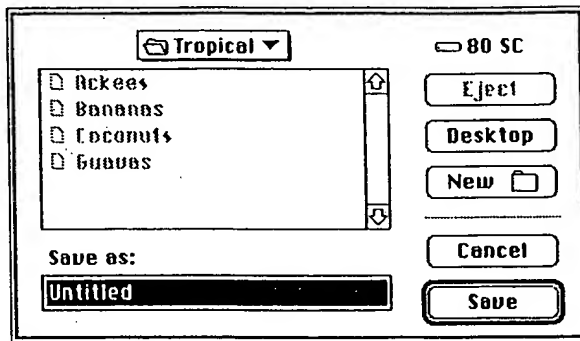 Tropical
80 SC
Ackees
Bananas
Coconuts
Guavas
Eject
Desktop
New
Save as:
Untitled
Cancel
Save